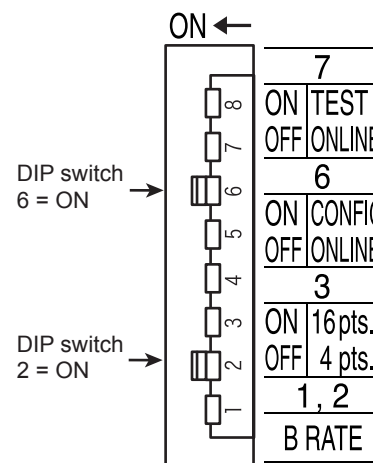 ON
7
8
ON TEST
7
OFF ONLINE
DIP switch
6 = ON
6
6
ON CONFIG
5
OFF ONLINE
4
3
3
ON 16 pts.
DIP switch
2 = ON
2
OFF 4 pts.
1
1, 2
B RATE